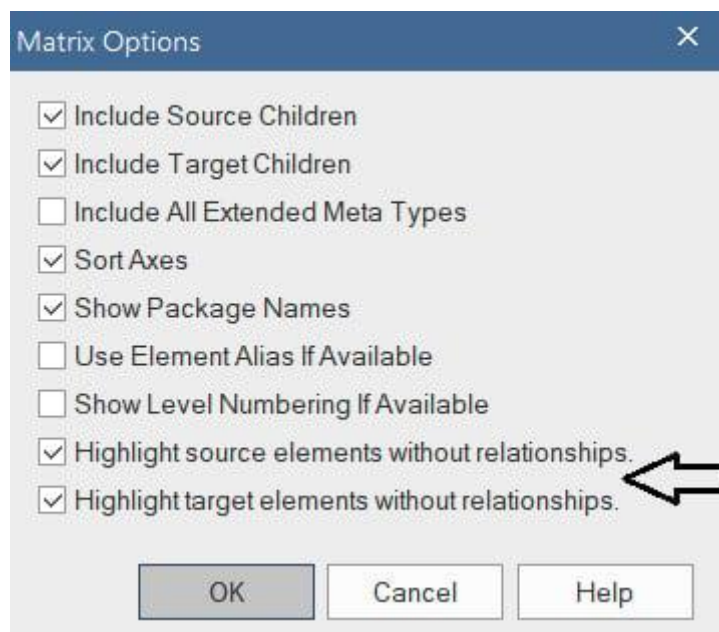 Matrix Options
Include Source Children
Include Target Children
Include All Extended Meta Types
Sort Axes
Show Package Names
Use Element Alias If Available
Show Level Numbering If Available
Highlight source elements without relationships.
Highlight target elements without relationships.
OK Cancel Help